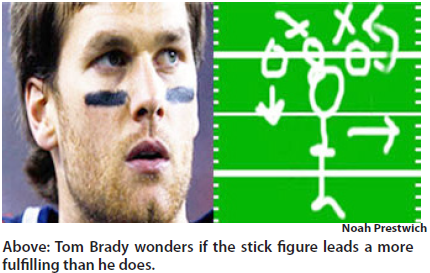 Noah Prestwich
Above: Tom Brady wonders if the stick figure leads a more
fulfilling than he does.